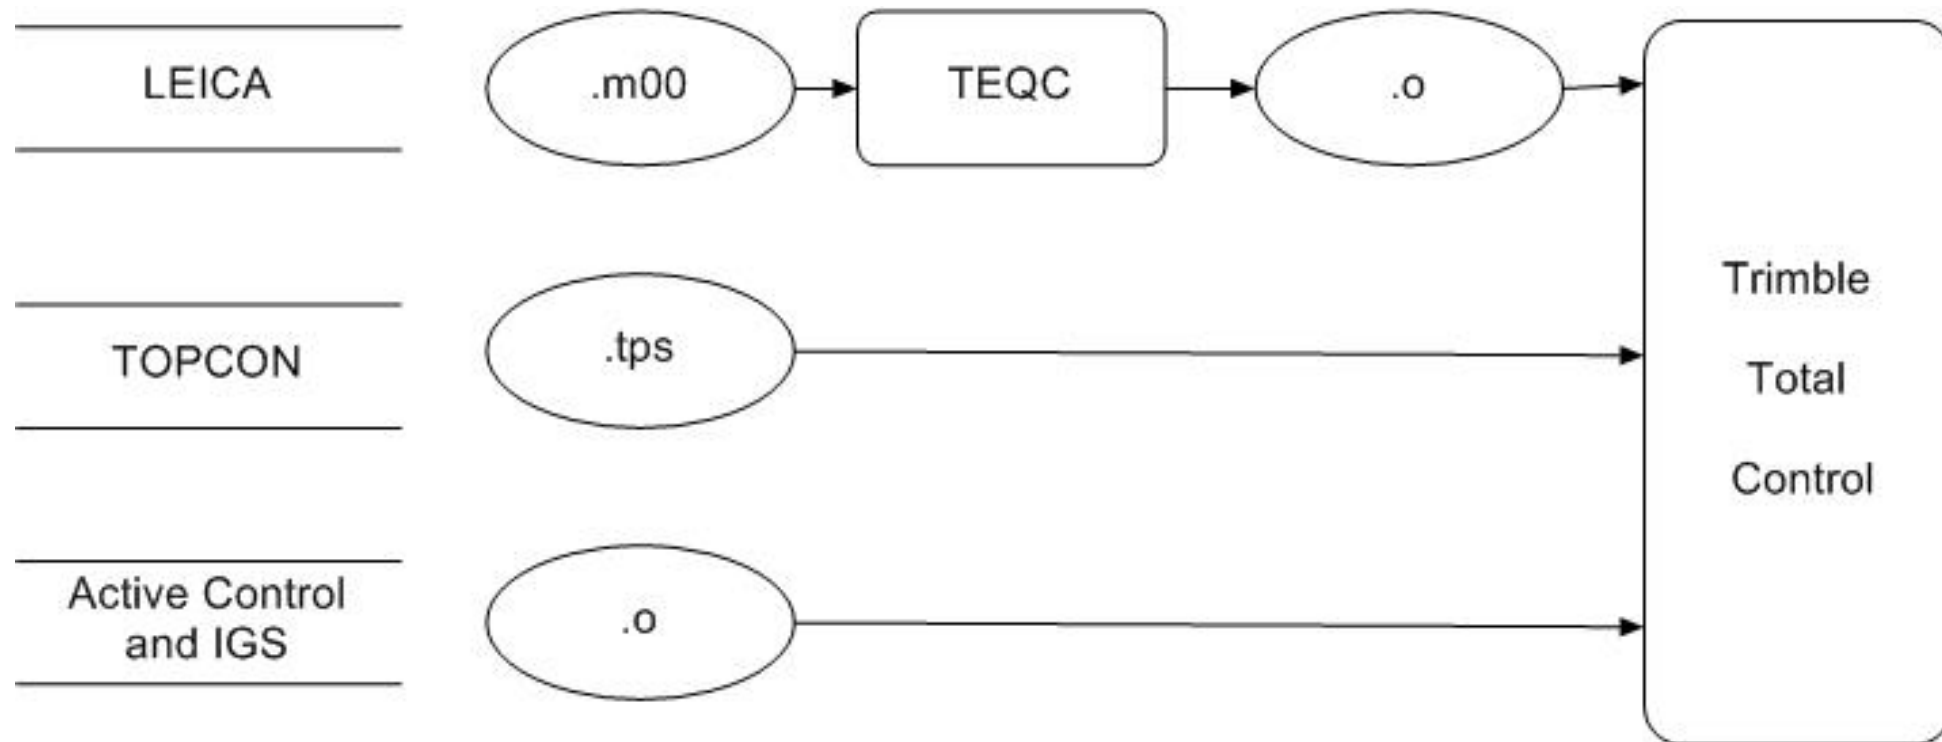 LEICA
.m00
TEQC
.o
TOPCON
.tps
Active Control
and IGS
.o
Trimble
Total
Control